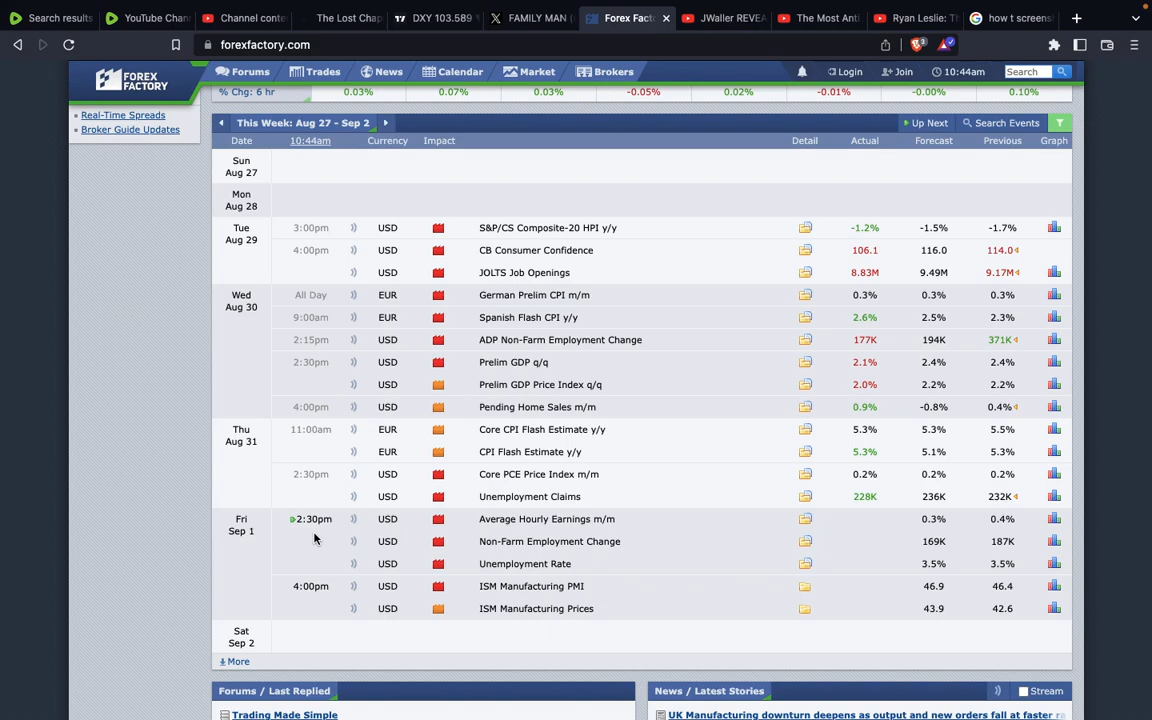 Search results
YouTube Chan
Channel conte
The Lost Chap
DXY 103.589
FAMILY MAN (
Forex Facto
JWaller REVEA
The Most Anti
Ryan Leslie: Th
how t screensh
forexfactory.com
FOREX FACTORY
Forums Trades News Calendar Market Brokers Login Join 10:44am Search
% Chg: 6 hr 0.03% 0.07% 0.03% -0.05% 0.02% -0.01% -0.00% 0.10%
Real-Time Spreads
Broker Guide Updates
This Week: Aug 27 - Sep 2 Up Next Search Events
Date 10:44am Currency Impact Detail Actual Forecast Previous Graph
Sun
Aug 27
Mon
Aug 28
Tue
Aug 29
3:00pm USD S&P/CS Composite-20 HPI y/y -1.2% -1.5% -1.7%
4:00pm USD CB Consumer Confidence 106.1 116.0 114.0
USD JOLTS Job Openings 8.83M 9.49M 9.17M
Wed
Aug 30
All Day EUR German Prelim CPI m/m 0.3% 0.3% 0.3%
9:00am EUR Spanish Flash CPI y/y 2.6% 2.5% 2.3%
2:15pm USD ADP Non-Farm Employment Change 177K 194K 371K
2:30pm USD Prelim GDP q/q 2.1% 2.4% 2.4%
USD Prelim GDP Price Index q/q 2.0% 2.2% 2.2%
4:00pm USD Pending Home Sales m/m 0.9% -0.8% 0.4%
Thu
Aug 31
11:00am EUR Core CPI Flash Estimate y/y 5.3% 5.3% 5.5%
EUR CPI Flash Estimate y/y 5.3% 5.1% 5.3%
2:30pm USD Core PCE Price Index m/m 0.2% 0.2% 0.2%
USD Unemployment Claims 228K 236K 232K
Fri
Sep 1
2:30pm USD Average Hourly Earnings m/m 0.3% 0.4%
USD Non-Farm Employment Change 169K 187K
USD Unemployment Rate 3.5% 3.5%
4:00pm USD ISM Manufacturing PMI 46.9 46.4
USD ISM Manufacturing Prices 43.9 42.6
Sat
Sep 2
More
Forums / Last Replied
News / Latest Stories Stream
Trading Made Simple
UK Manufacturing downturn deepens as output and new orders fall at faster